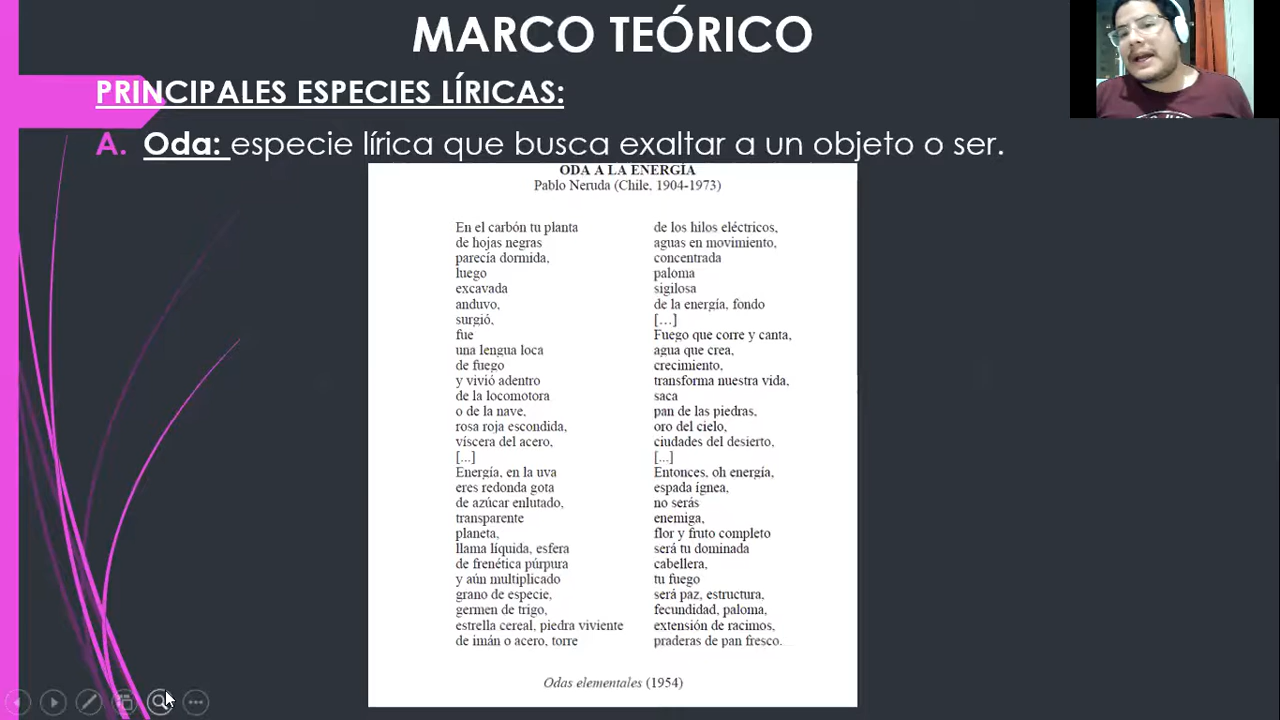 MARCO TEÓRICO
PRINCIPALES ESPECIES LÍRICAS:
A. Oda: especie lírica que busca exaltar a un objeto o ser.
ODA A LA ENERGÍA
Pablo Neruda (Chile, 1904-1973)
En el carbón tu planta
de hojas negras
parecía dormida,
luego
excavada
anduvo,
surgió,
fue
una lengua loca
de fuego
y vivió adentro
de la locomotora
o de la nave,
rosa roja escondida,
víscera del acero,
[...]
Energía, en la uva
eres redonda gota
de azúcar enlutado,
transparente
planeta,
llama líquida, esfera
de frenética púrpura
y aún multiplicado
grano de especie,
germen de trigo,
estrella cereal, piedra viviente
de imán o acero, torre
de los hilos eléctricos,
aguas en movimiento,
concentrada
paloma
sigilosa
de la energía, fondo
[...]
Fuego que corre y canta,
agua que crea,
crecimiento,
transforma nuestra vida,
saca
pan de las piedras,
oro del cielo,
ciudades del desierto,
[...]
Entonces, oh energía,
espada ígnea,
no serás
enemiga,
flor y fruto completo
será tu dominada
cabellera,
tu fuego
será paz, estructura,
fecundidad, paloma,
extensión de racimos,
praderas de pan fresco.
Odas elementales (1954)